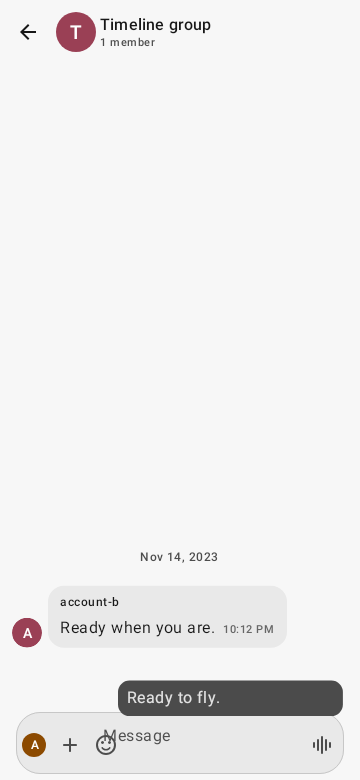 T
Timeline group
1 member
Nov 14, 2023
account-b
A
Ready when you are. 10:12 PM
Ready to fly.
A
Message